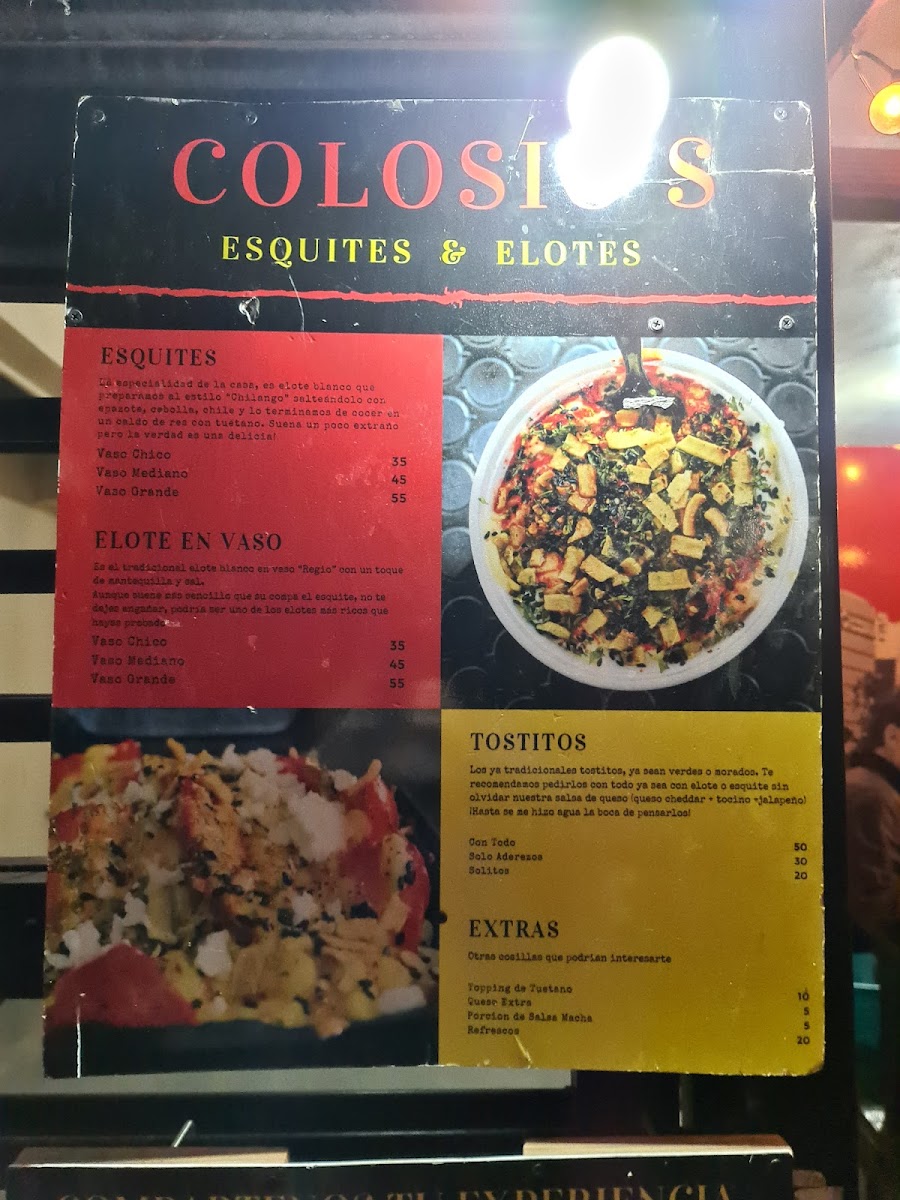 COLOSI S
ESQUITES & ELOTES
ESQUITES
La especialidad de la casa, es elote blanco que
preparamos al estilo "Chilango" salteándolo con
epazote, cebolla, chile y lo terminamos de cocer en
un caldo de res con tuetano. Suena un poco extraño
pero la verdad es una delicia!
Vaso Chico 35
Vaso Mediano 45
Vaso Grande 55
ELOTE EN VASO
Es el tradicional elote blanco en vaso "Regio" con un toque
de mantequilla y sal.
Aunque suene más sencillo que su compa el esquite, no te
dejes engañar, podria ser uno de los elotes más ricos que
hayas probado
Vaso Chico 35
Vaso Mediano 45
Vaso Grande 55
TOSTITOS
Los ya tradicionales tostitos, ya sean verdes o morados. Te
recomendamos pedirlos con todo ya sea con elote o esquite sin
olvidar nuestra salsa de queso (queso cheddar + tocino +jalapeño)
¡Hasta se me hizo agua la boca de pensarlos!
Con Todo 50
Solo Aderezos 30
Solitos 20
EXTRAS
Otras cosillas que podrian interesarte
Topping de Tuetano 10
Queso Extra 5
Porcion de Salsa Macha 5
Refrescos 20
COMPARTENOS TU EXPERIENCIA